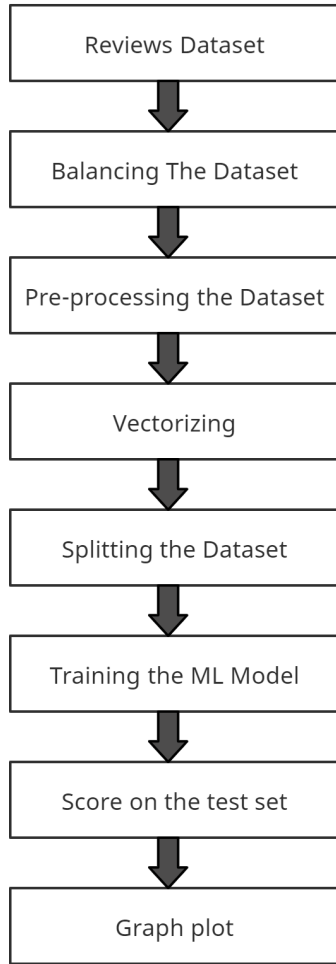 Reviews Dataset
Balancing The Dataset
Pre-processing the Dataset
Vectorizing
Splitting the Dataset
Training the ML Model
Score on the test set
Graph plot